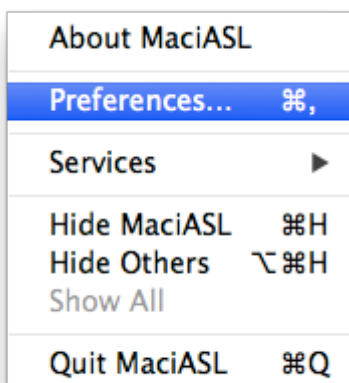 About MaciASL
Preferences... ⌘,
Services ▶
Hide MaciASL ⌘H
Hide Others ⌥⌘H
Show All
Quit MaciASL ⌘Q